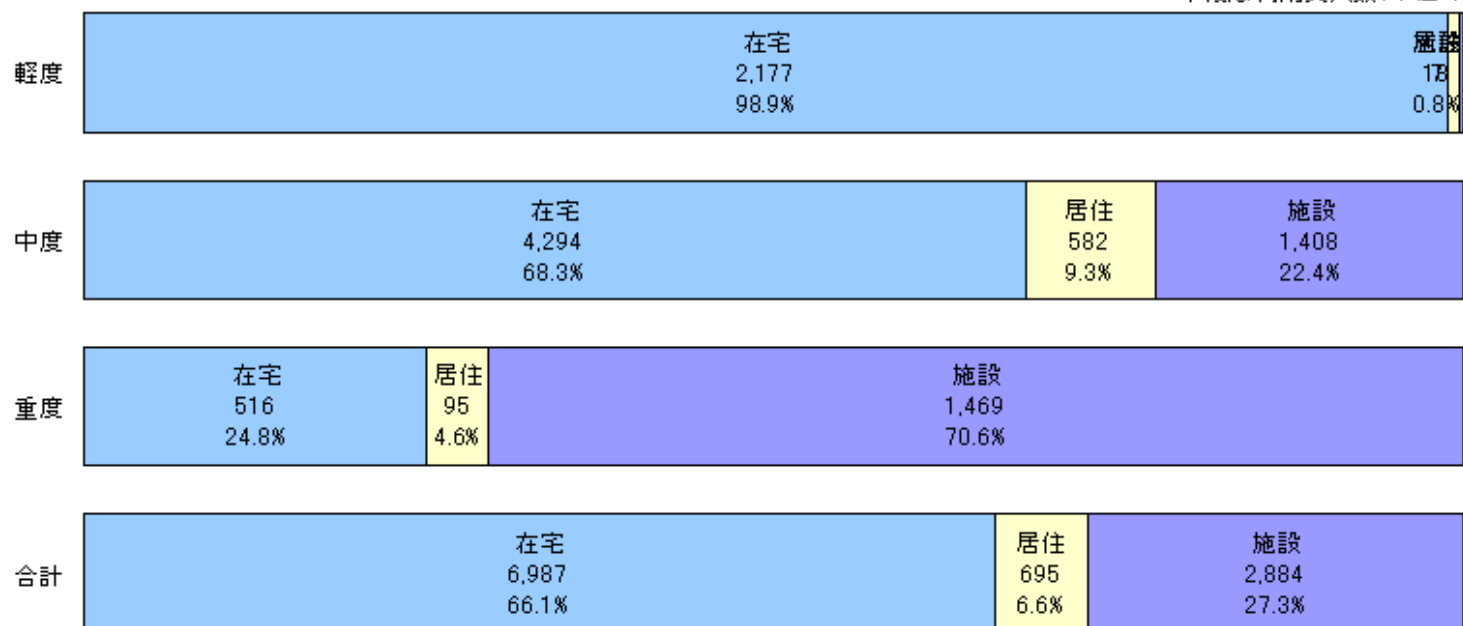 在宅
2,177
98.9%
軽度
0.8%
在宅
4,294
68.3%
居住
582
9.3%
施設
1,408
22.4%
中度
在宅
516
24.8%
居住
95
4.6%
施設
1,469
70.6%
重度
在宅
6,987
66.1%
居住
695
6.6%
施設
2,884
27.3%
合計